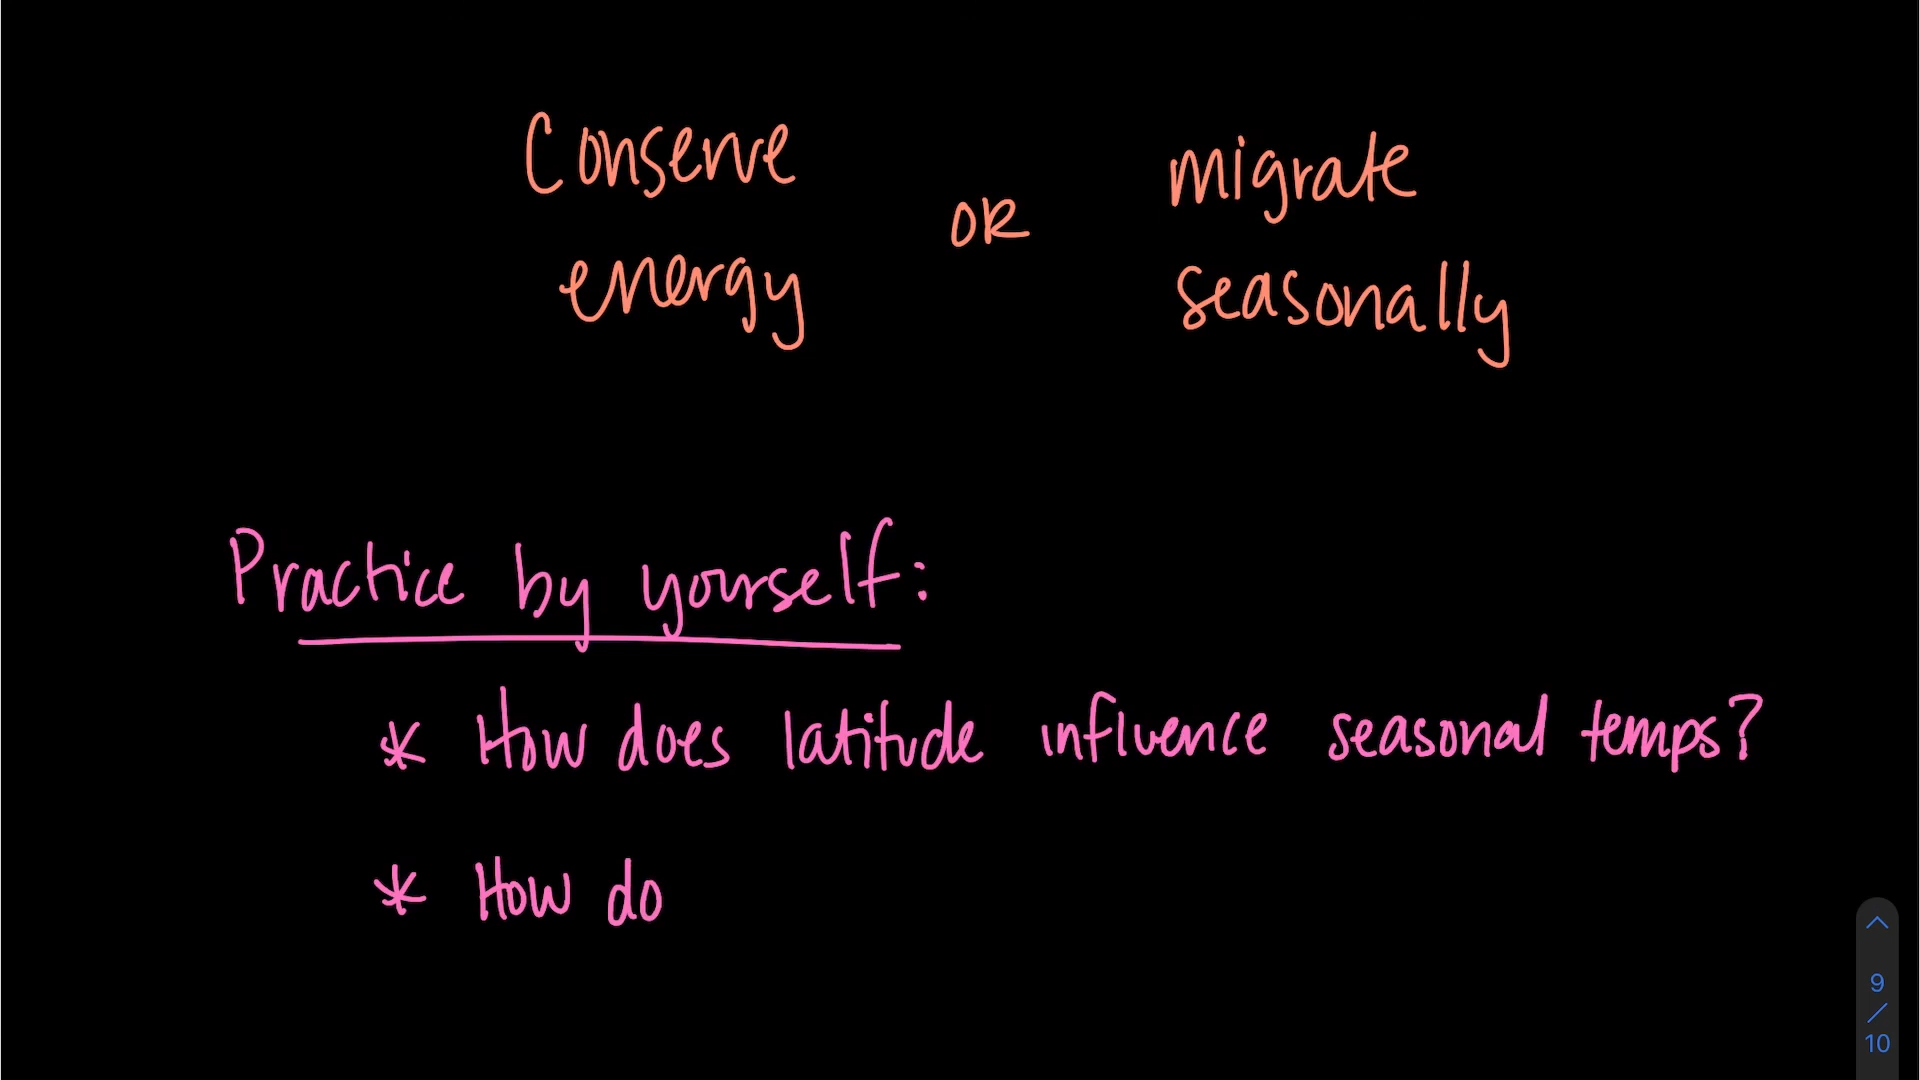 Conserve
energy
OR
migrate
seasonally
Practice by yourself:
* How does latitude influence seasonal temps?
* How do
9
/
10